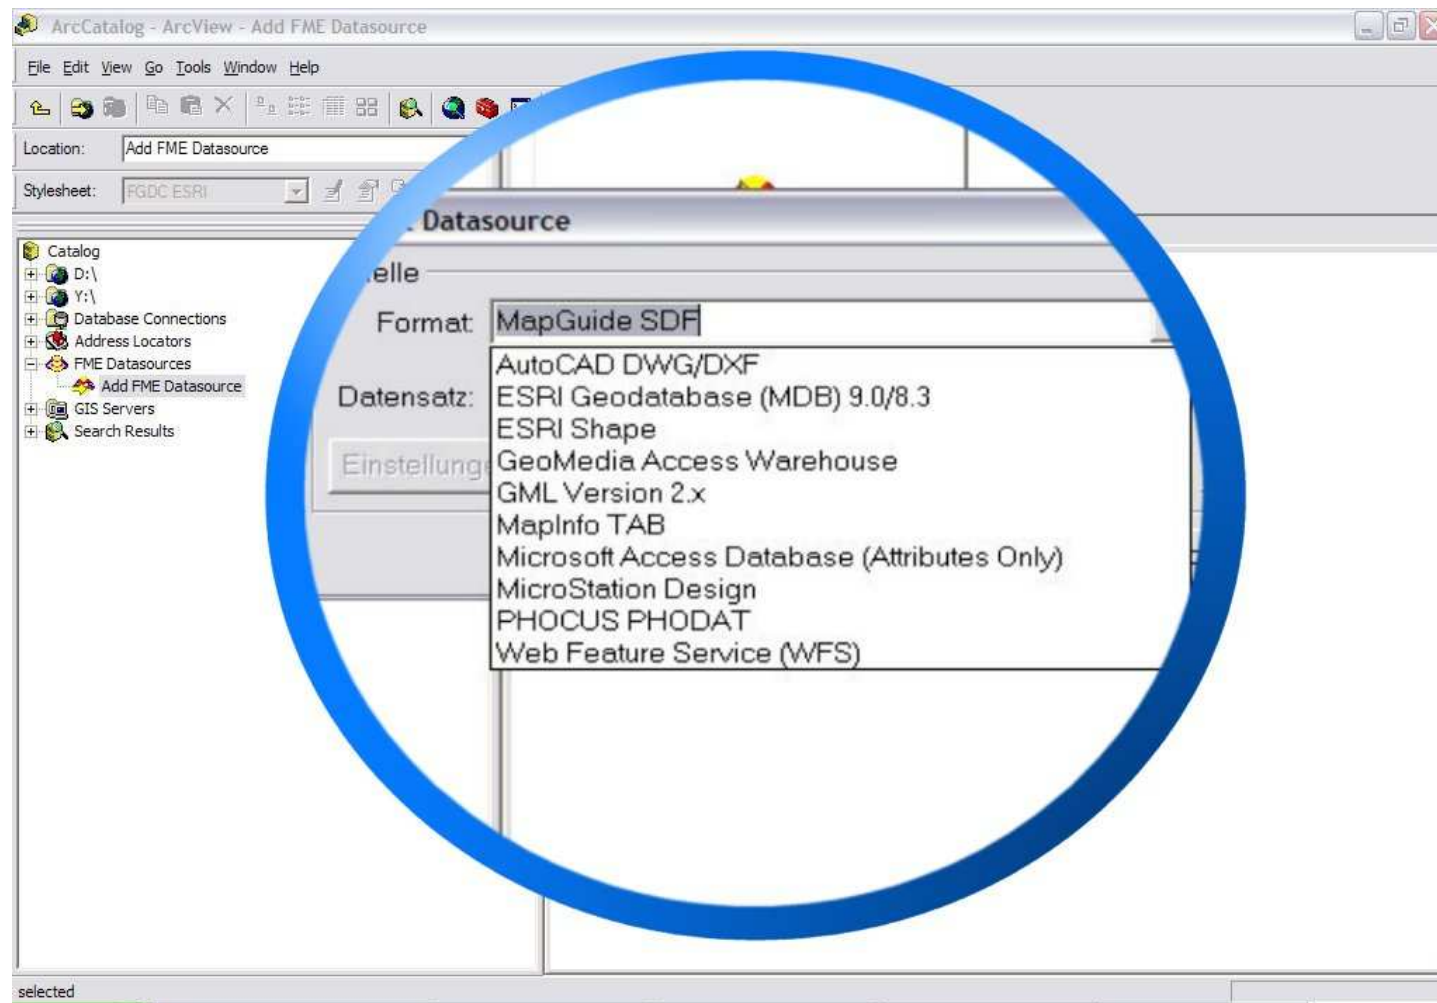 ArcCatalog - ArcView - Add FME Datasource
File Edit View Go Tools Window Help
Location: Add FME Datasource
Stylesheet: FGDC ESRI
Catalog
D:\
Y:\
Database Connections
Address Locators
FME Datasources
Add FME Datasource
GIS Servers
Search Results
Datasource
elle
Format: MapGuide SDF
AutoCAD DWG/DXF
Datensatz: ESRI Geodatabase (MDB) 9.0/8.3
ESRI Shape
Einstellunge GeoMedia Access Warehouse
GML Version 2.x
MapInfo TAB
Microsoft Access Database (Attributes Only)
MicroStation Design
PHOCUS PHODAT
Web Feature Service (WFS)
selected